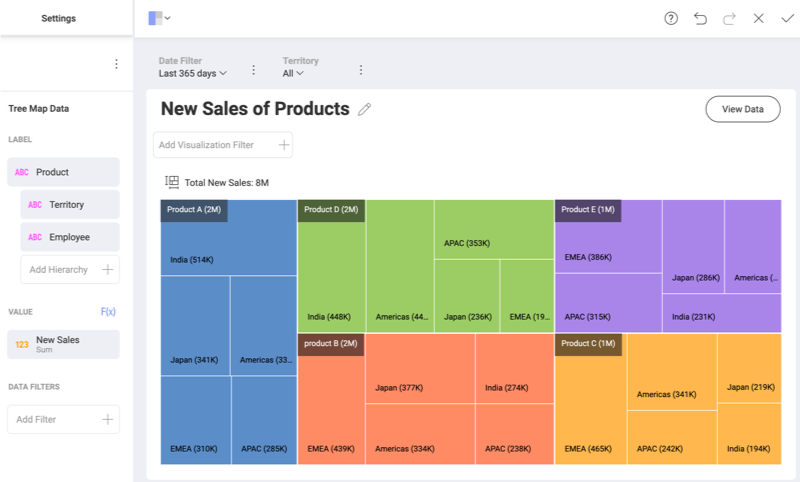 Settings
Date Filter
Last 365 days
Territory
All
Tree Map Data
New Sales of Products
View Data
LABEL
Add Visualization Filter
ABC Product
Total New Sales: 8M
ABC Territory
ABC Employee
Add Hierarchy
VALUE
F(x)
123 New Sales
Sum
DATA FILTERS
Add Filter
Product A (2M)
India (514K)
Japan (341K)
Americas (33...
EMEA (310K)
APAC (285K)
Product D (2M)
India (448K)
Americas (44...
APAC (353K)
Japan (236K)
EMEA (19...
Product E (1M)
EMEA (386K)
APAC (315K)
Japan (286K)
Americas (...
India (231K)
product B (2M)
EMEA (439K)
Japan (377K)
Americas (334K)
India (274K)
APAC (238K)
Product C (1M)
EMEA (465K)
Americas (341K)
APAC (242K)
Japan (219K)
India (194K)